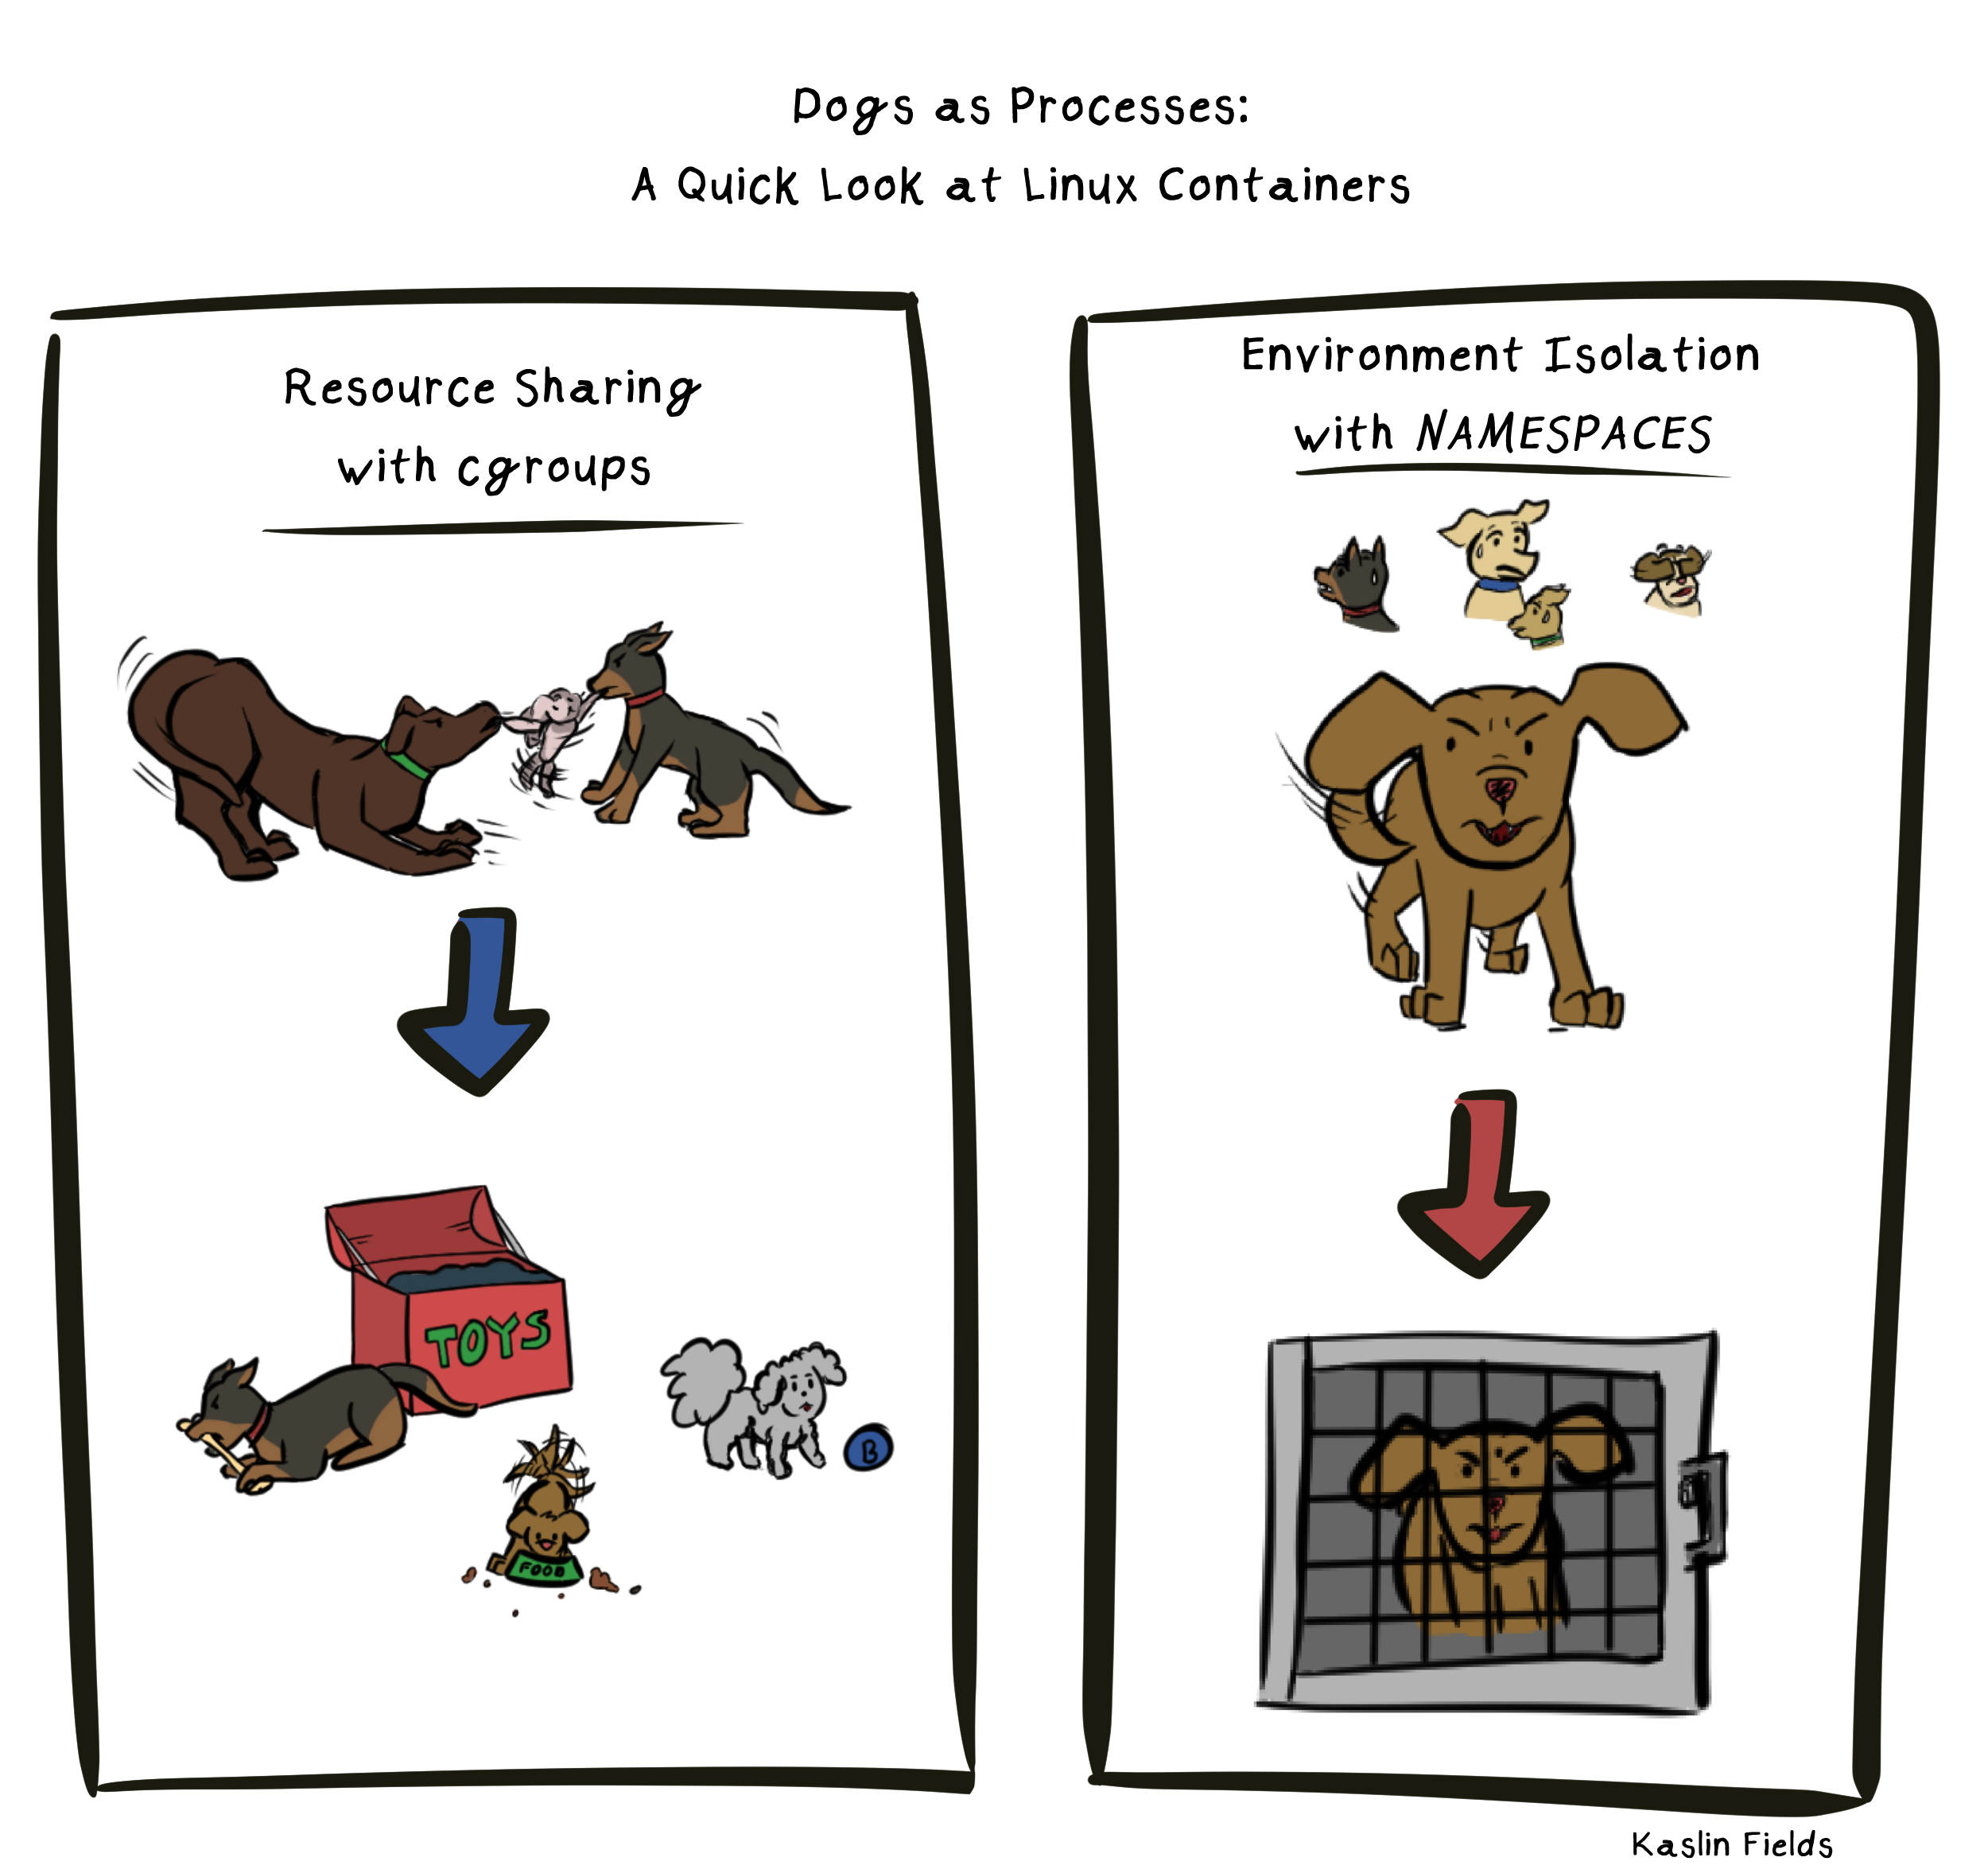 Dogs as Processes:
A Quick Look at Linux Containers
Resource Sharing
with cgroups
TOYS
B
FOOD
Environment Isolation
with NAMESPACES
Kaslin Fields